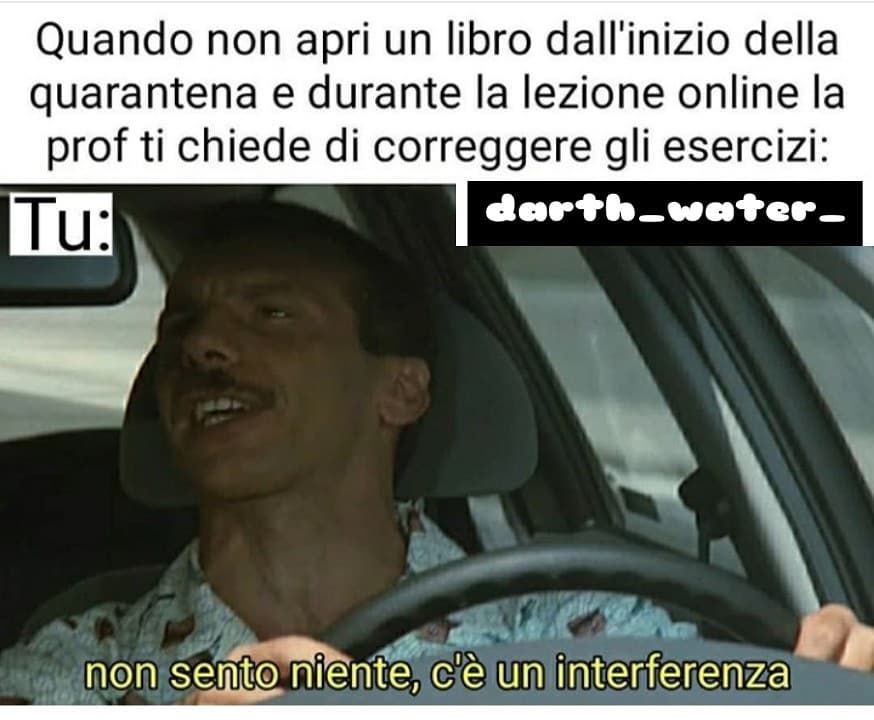 Quando non apri un libro dall'inizio della
quarantena e durante la lezione online la
prof ti chiede di correggere gli esercizi:
Tu:
darth_water_
non sento niente, c'è un interferenza